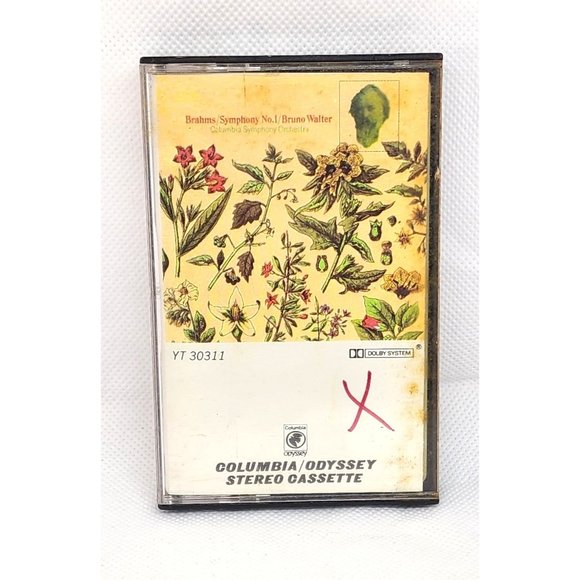 Brahms/Symphony No.1/Bruno Walter
Columbia Symphony Orchestra
YT 30311
DOLBY SYSTEM ®
X
Columbia
odyssey
COLUMBIA/ODYSSEY
STEREO CASSETTE